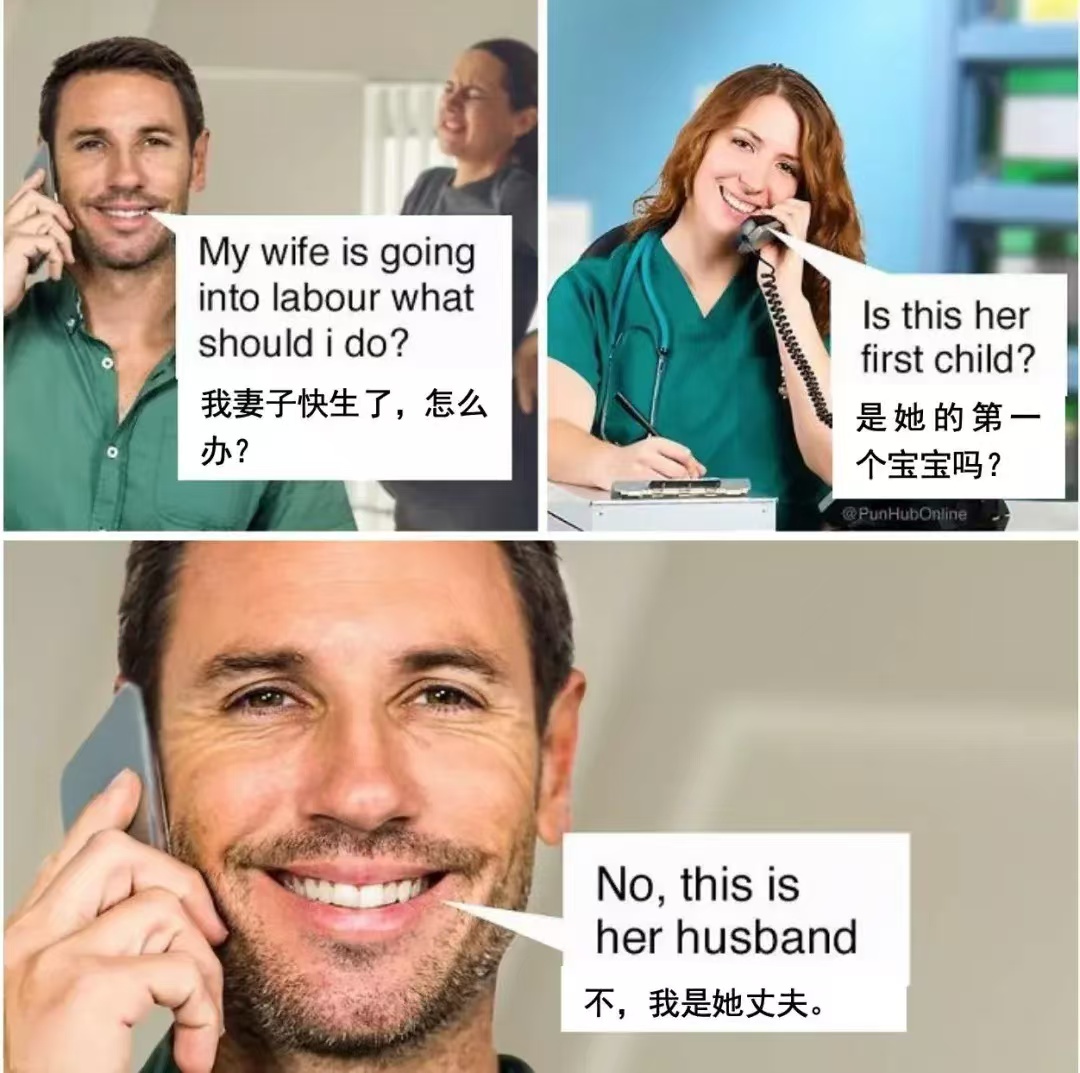 My wife is going
into labour what
should i do?
我妻子快生了，怎么
办？
Is this her
first child?
是她的第一
个宝宝吗？
@PunHubOnline
No, this is
her husband
不，我是她丈夫。